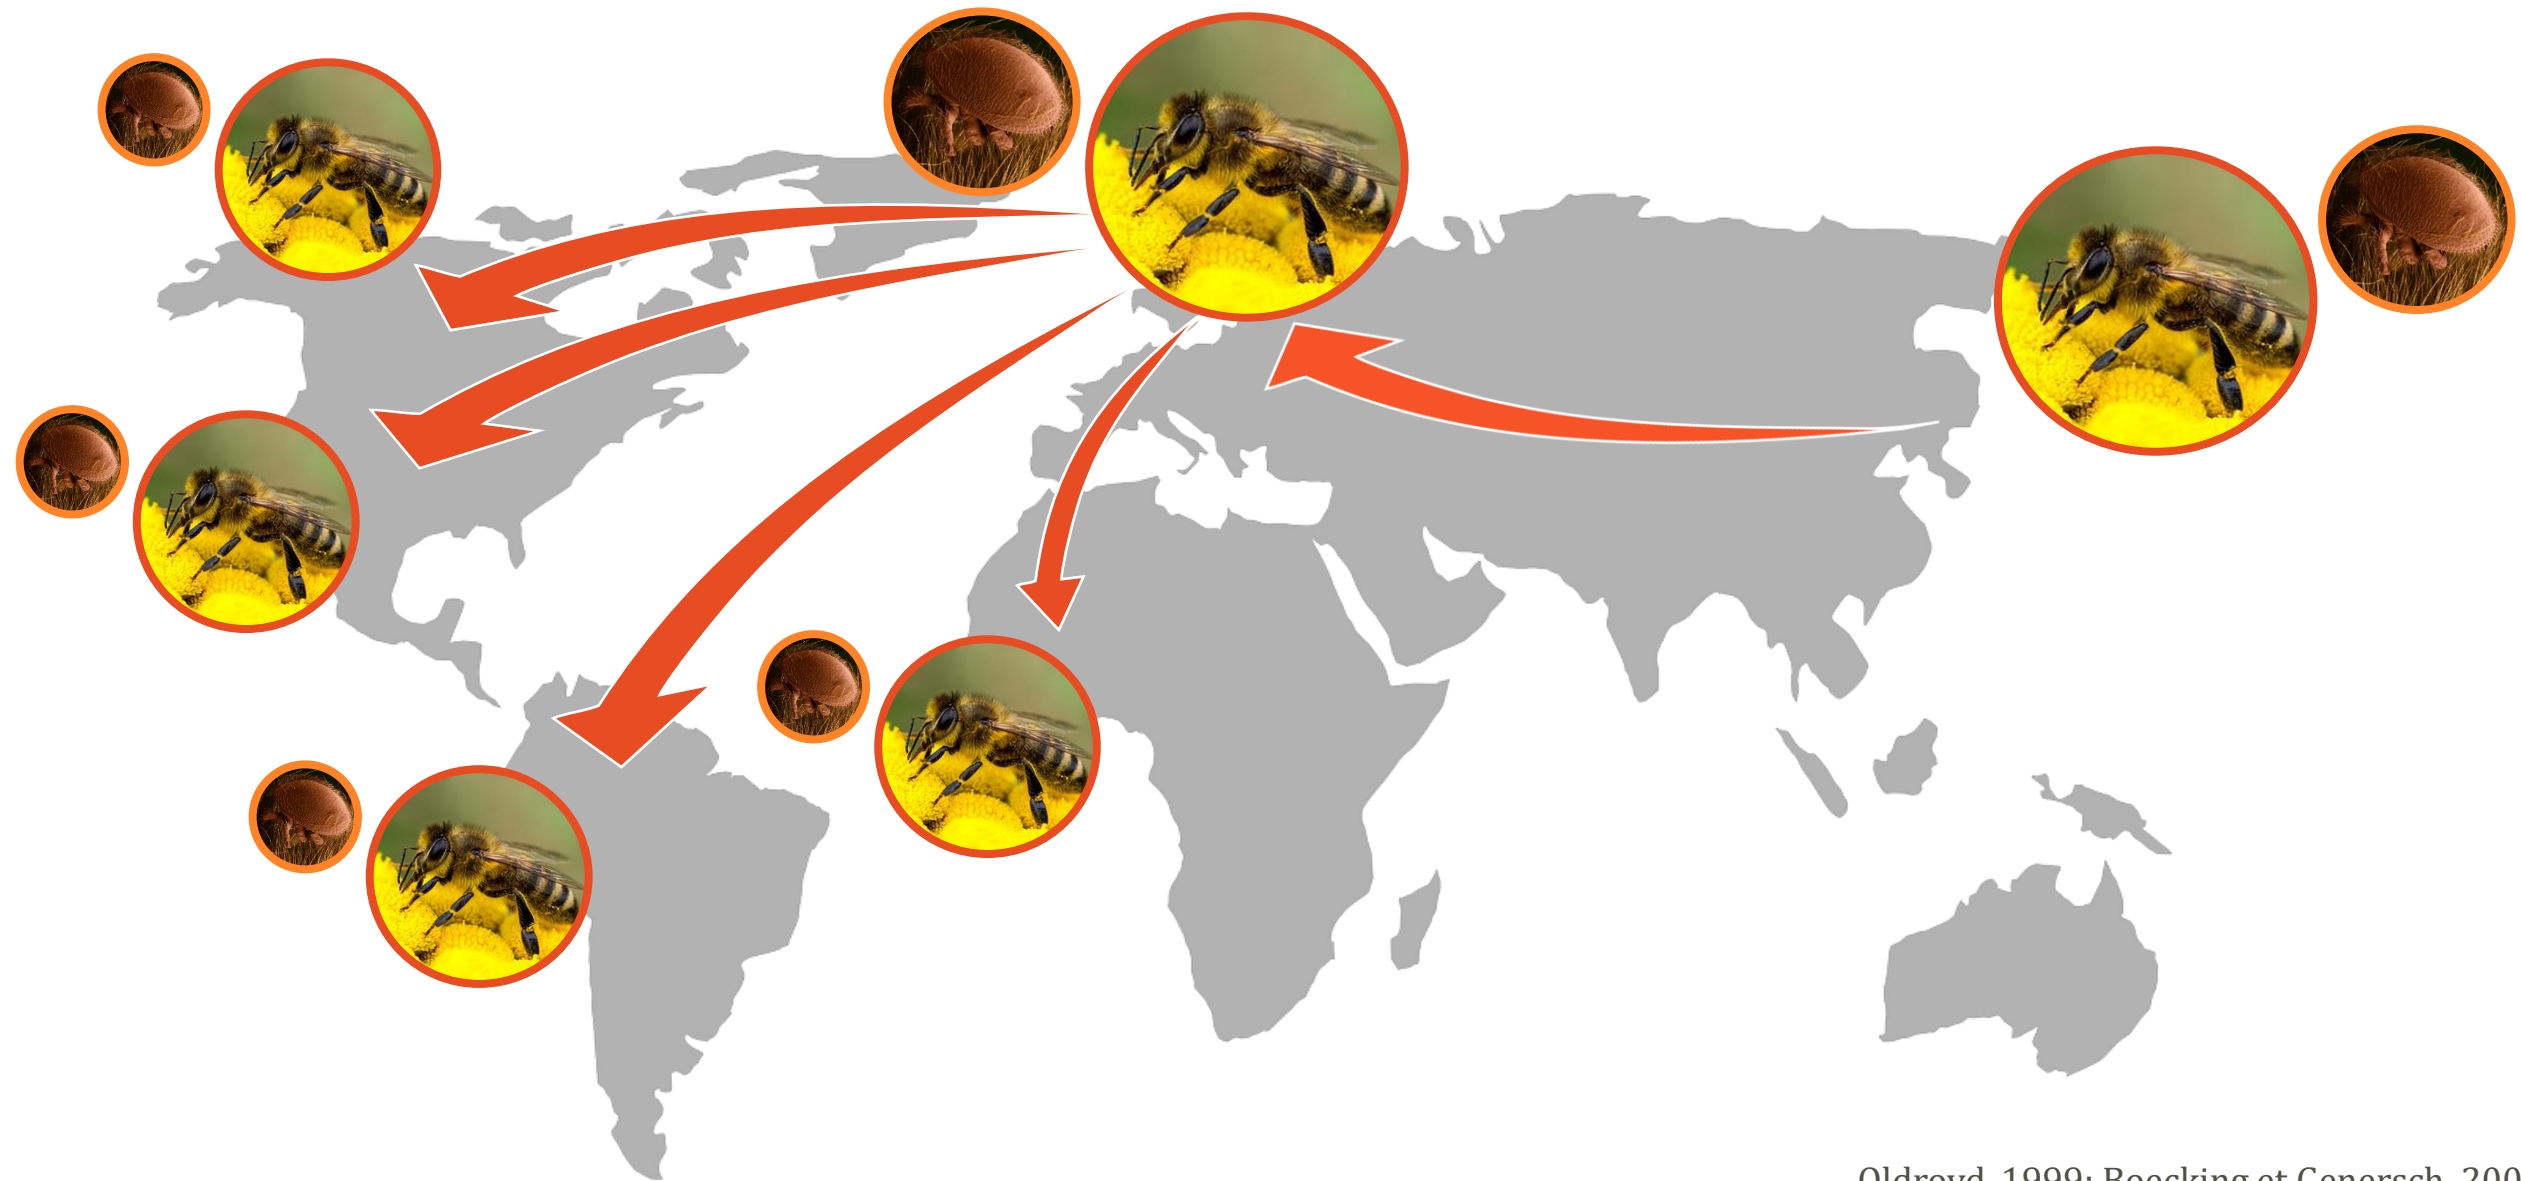 Oldroyd, 1999; Boecking et Genersch, 200